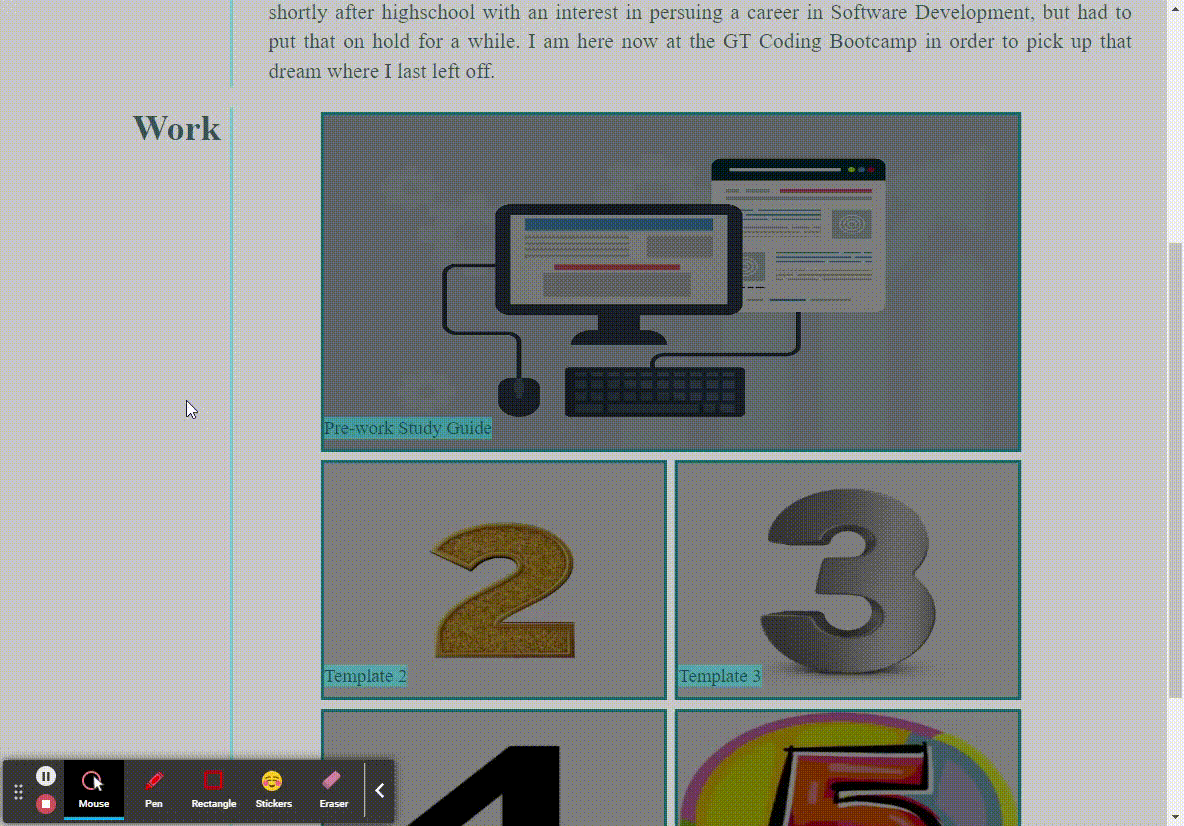 shortly after highschool with an interest in persuing a career in Software Development, but had to
put that on hold for a while. I am here now at the GT Coding Bootcamp in order to pick up that
dream where I last left off.
Work
Pre-work Study Guide
2
3
Template 2
Template 3
4
5
Mouse
Pen
Rectangle
Stickers
Eraser